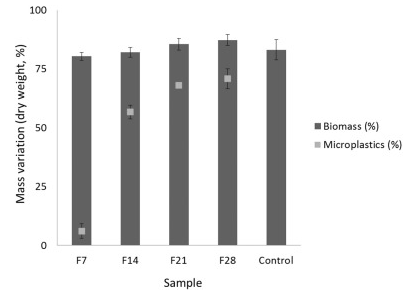 100
75
50
25
0
Mass variation (dry weight, %)
F7 F14 F21 F28 Control
Sample
Biomass (%)
Microplastics (%)